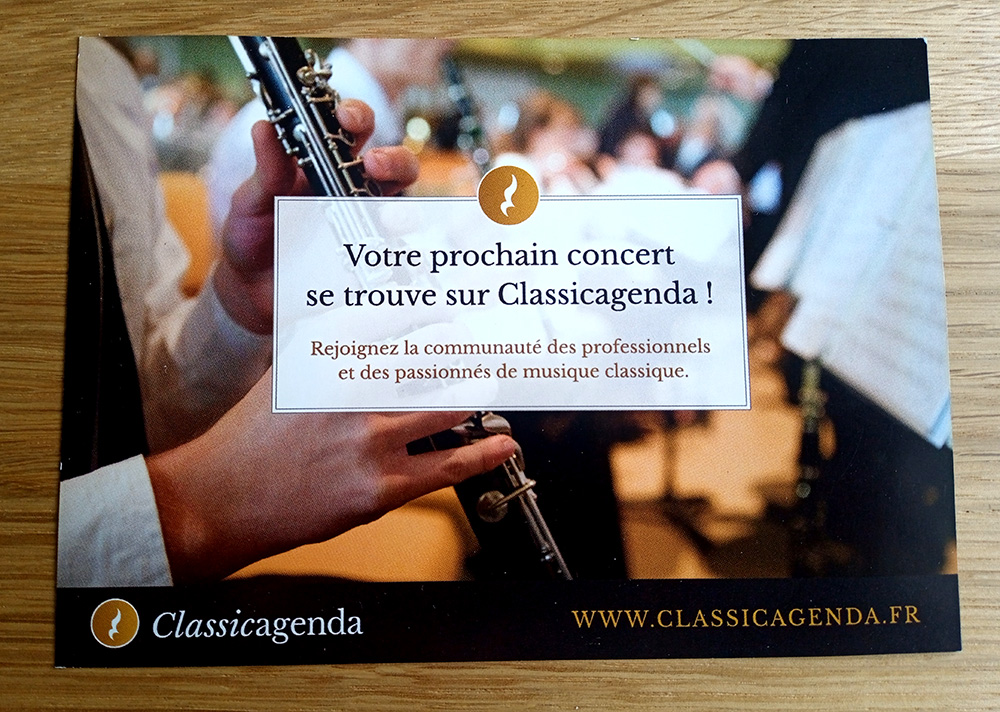 Votre prochain concert
se trouve sur Classicagenda !
Rejoignez la communauté des professionnels
et des passionnés de musique classique.
Classicagenda
WWW.CLASSICAGENDA.FR